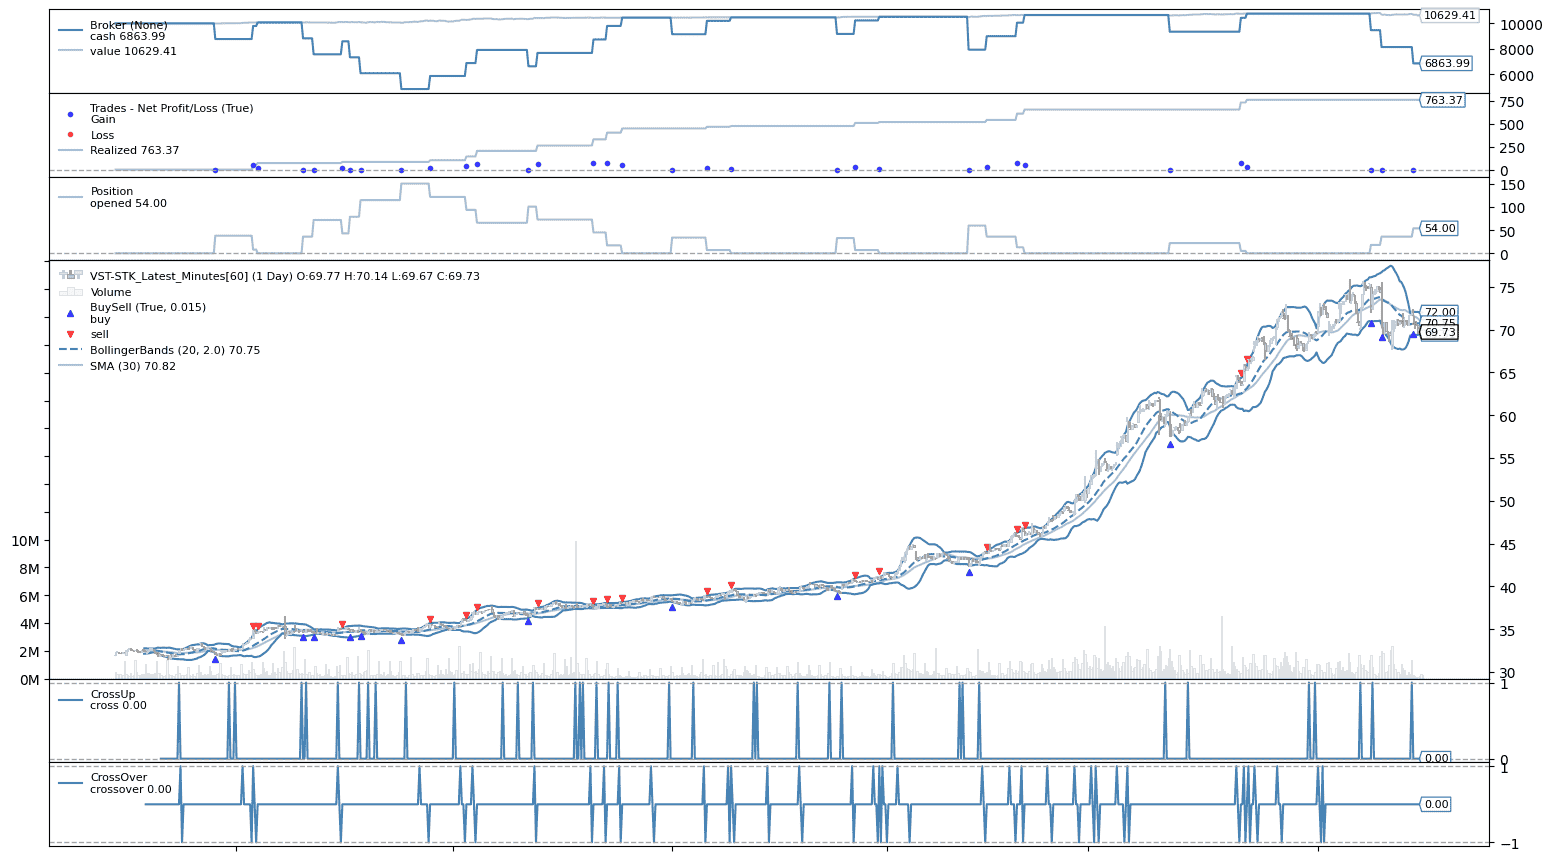 Broker (None)
cash 6863.99
value 10629.41
10629.41
10000
8000
6863.99
6000
Trades - Net Profit/Loss (True)
Gain
Loss
Realized 763.37
763.37
750
500
250
0
Position
opened 54.00
150
100
54.00
50
0
VST-STK_Latest_Minutes[60] (1 Day) O:69.77 H:70.14 L:69.67 C:69.73
Volume
BuySell (True, 0.015)
buy
sell
BollingerBands (20, 2.0) 70.75
SMA (30) 70.82
75
72.00
70.75
70
69.73
65
60
55
50
45
40
35
30
10M
8M
6M
4M
2M
0M
CrossUp
cross 0.00
1
0.00
0
CrossOver
crossover 0.00
1
0.00
−1